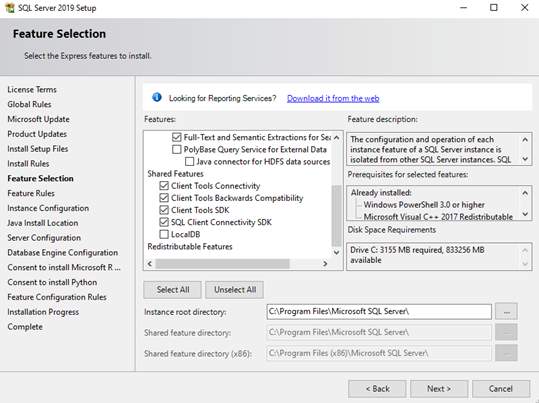 SQL Server 2019 Setup
Feature Selection
Select the Express features to install.
License Terms
Global Rules
Microsoft Update
Product Updates
Install Setup Files
Install Rules
Feature Selection
Feature Rules
Instance Configuration
Java Install Location
Server Configuration
Database Engine Configuration
Consent to install Microsoft R ...
Consent to install Python
Feature Configuration Rules
Installation Progress
Complete
Looking for Reporting Services? Download it from the web
Features:
Full-Text and Semantic Extractions for Sea
PolyBase Query Service for External Data
Java connector for HDFS data sources
Shared Features
Client Tools Connectivity
Client Tools Backwards Compatibility
Client Tools SDK
SQL Client Connectivity SDK
LocalDB
Redistributable Features
Feature description:
The configuration and operation of each
instance feature of a SQL Server instance is
isolated from other SQL Server instances. SQL
Prerequisites for selected features:
Already installed:
Windows PowerShell 3.0 or higher
Microsoft Visual C++ 2017 Redistributable
Disk Space Requirements
Drive C: 3155 MB required, 833256 MB
available
Select All
Unselect All
Instance root directory: C:\Program Files\Microsoft SQL Server\ ...
Shared feature directory: C:\Program Files\Microsoft SQL Server\ ...
Shared feature directory (x86): C:\Program Files (x86)\Microsoft SQL Server\ ...
< Back
Next >
Cancel